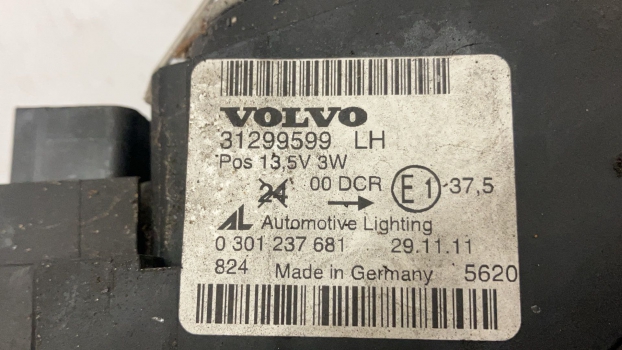 VOLVO
31299599 LH
Pos 13,5V 3W
24 00 DCR E1 37,5
AL Automotive Lighting
0 301 237 681 29.11.11
824 Made in Germany 5620